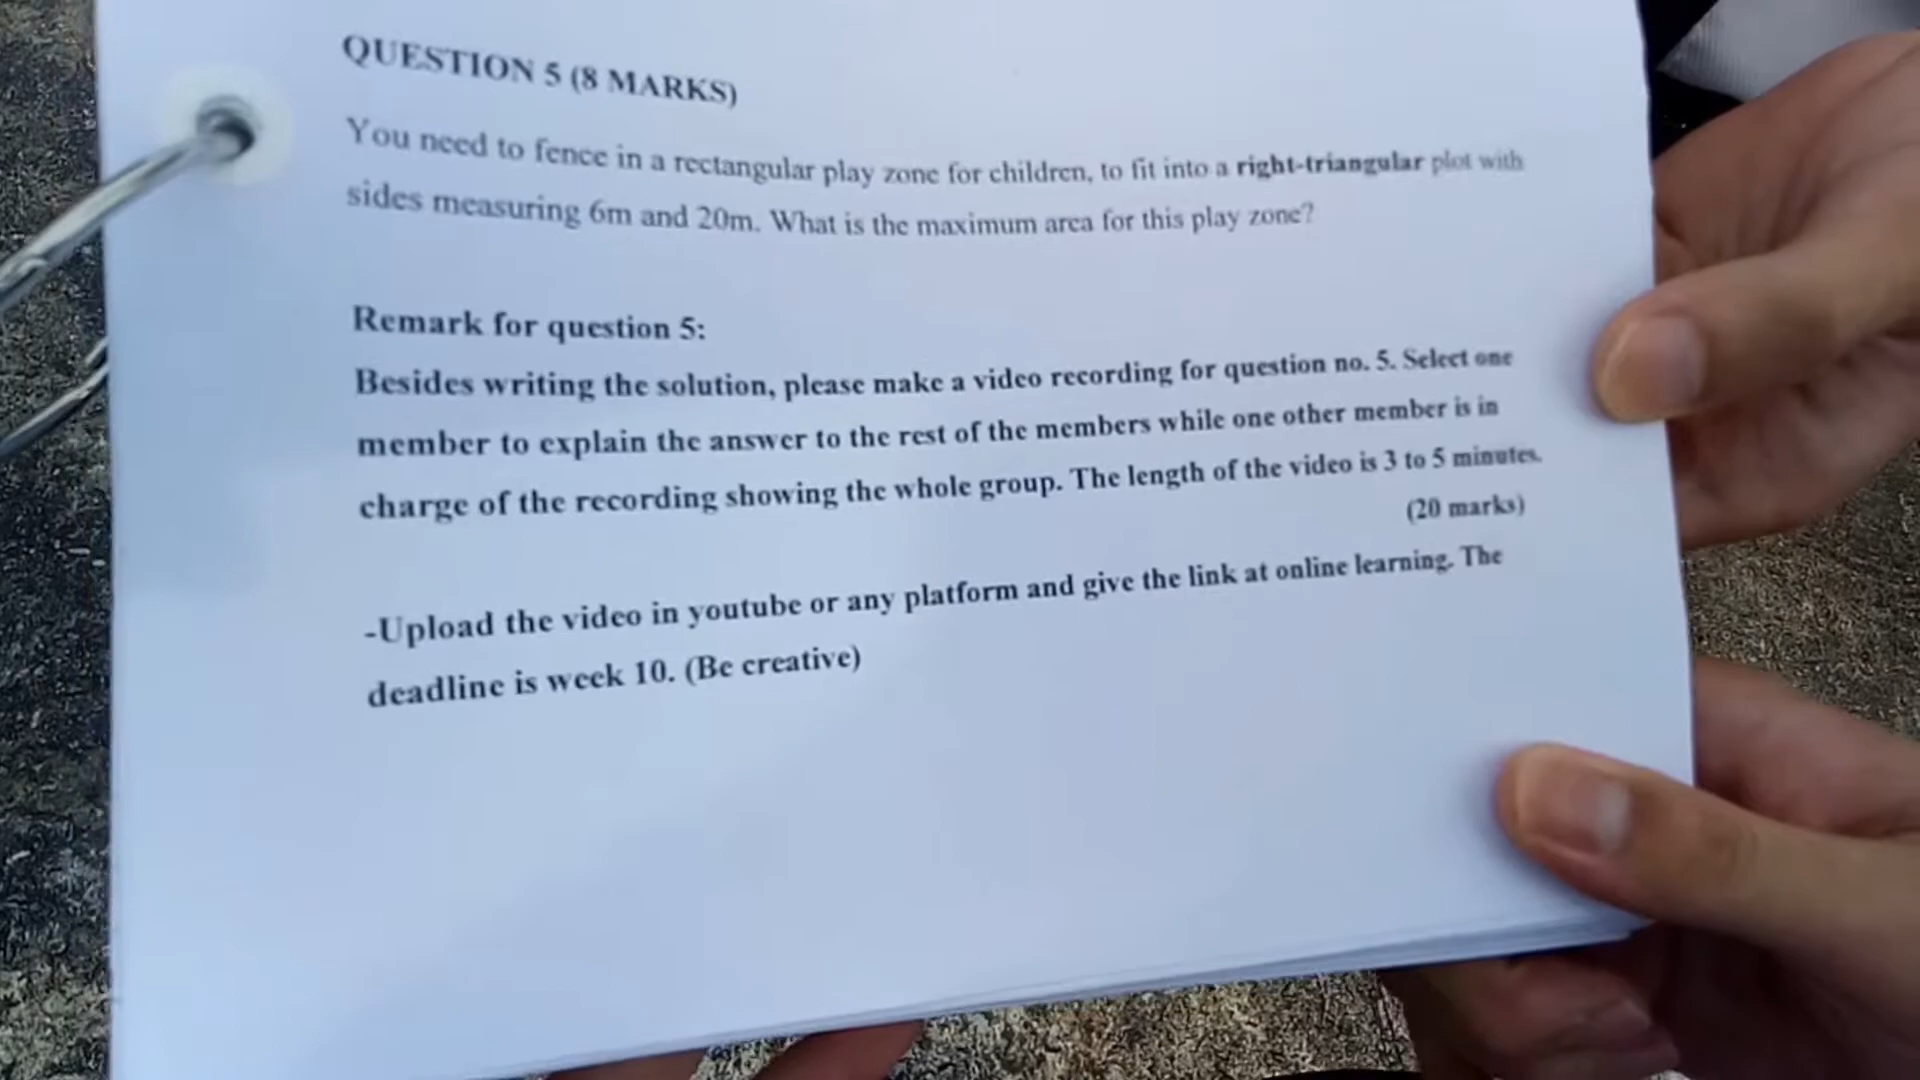 QUESTION 5 (8 MARKS)
You need to fence in a rectangular play zone for children, to fit into a right-triangular plot with
sides measuring 6m and 20m. What is the maximum area for this play zone?
Remark for question 5:
Besides writing the solution, please make a video recording for question no. 5. Select one
member to explain the answer to the rest of the members while one other member is in
charge of the recording showing the whole group. The length of the video is 3 to 5 minutes.
(20 marks)
-Upload the video in youtube or any platform and give the link at online learning. The
deadline is week 10. (Be creative)